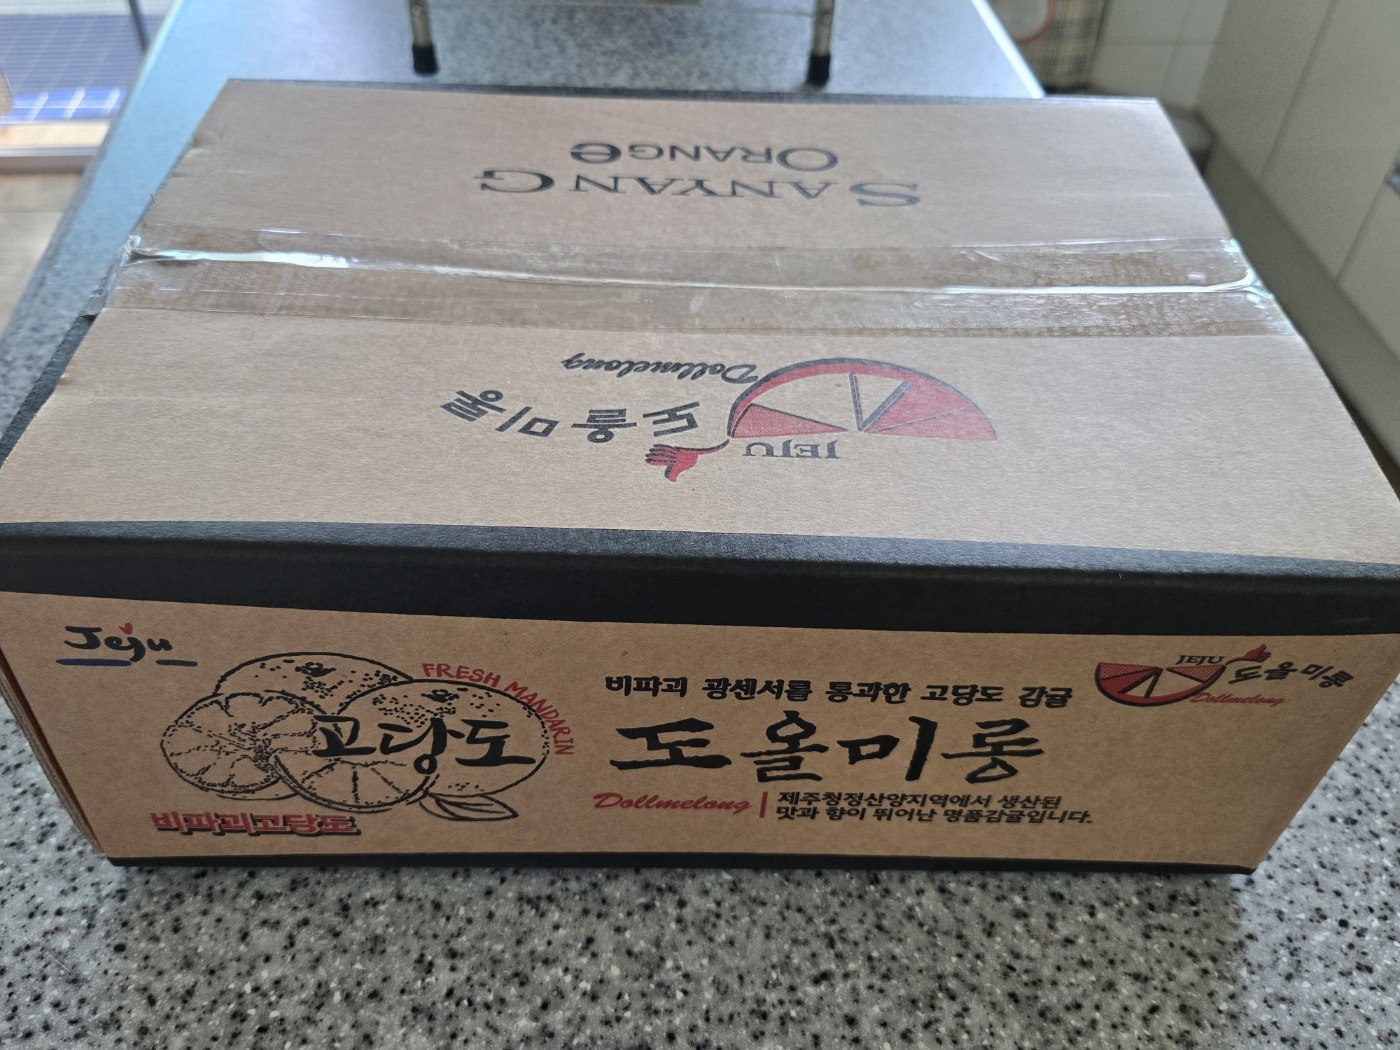 SANYANG
ORANGE
Dollmelong
도올미롱
JEJU
Jeju
FRESH MANDARIN
고당도
비파괴고당도
비파괴 광센서를 통과한 고당도 감귤
도올미롱
Dollmelong
제주청정산양지역에서 생산된
맛과 향이 뛰어난 명품감귤입니다.
JEJU
도올미롱
Dollmelong